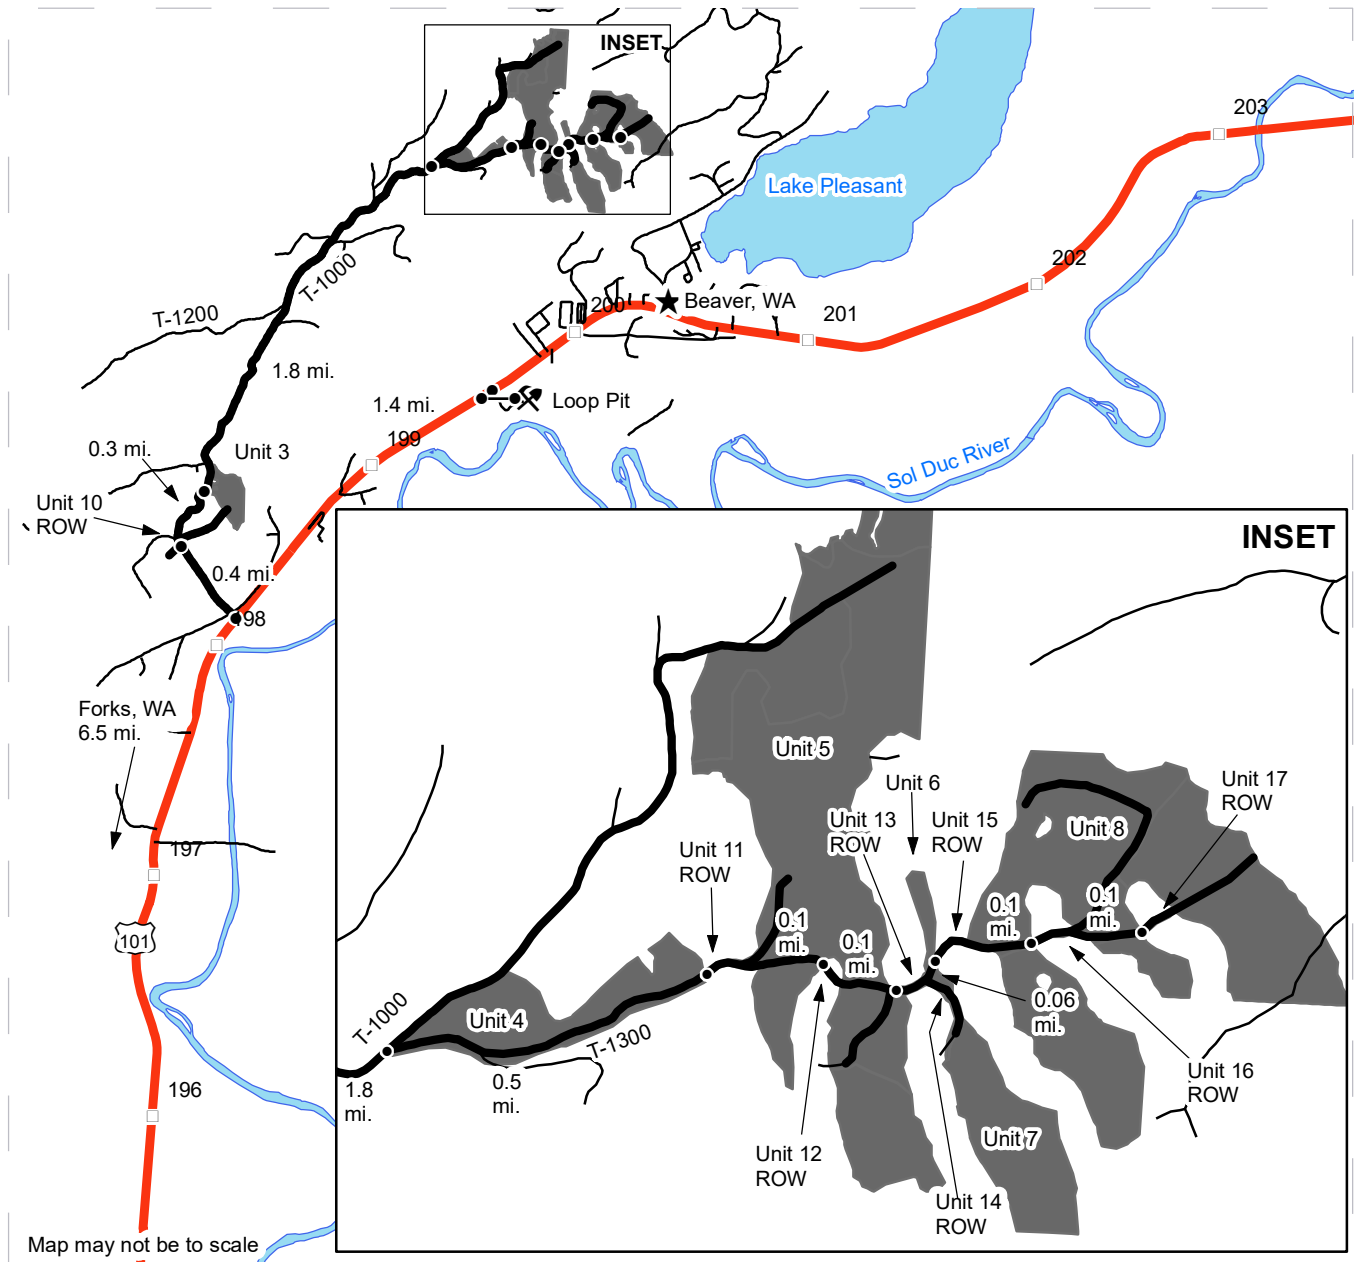 INSET
203
Lake Pleasant
202
T-1000
200
Beaver, WA
201
T-1200
1.8 mi.
1.4 mi.
Loop Pit
199
0.3 mi.
Unit 3
Sol Duc River
Unit 10
ROW
0.4 mi.
198
Forks, WA
6.5 mi.
197
101
196
Map may not be to scale
INSET
Unit 5
Unit 6
Unit 17
ROW
Unit 13
ROW
Unit 15
ROW
Unit 8
Unit 11
ROW
0.1
mi.
0.1
mi.
0.1
mi.
0.1
mi.
T-1000
Unit 4
T-1300
0.06
mi.
1.8
mi.
0.5
mi.
Unit 16
ROW
Unit 12
ROW
Unit 7
Unit 14
ROW